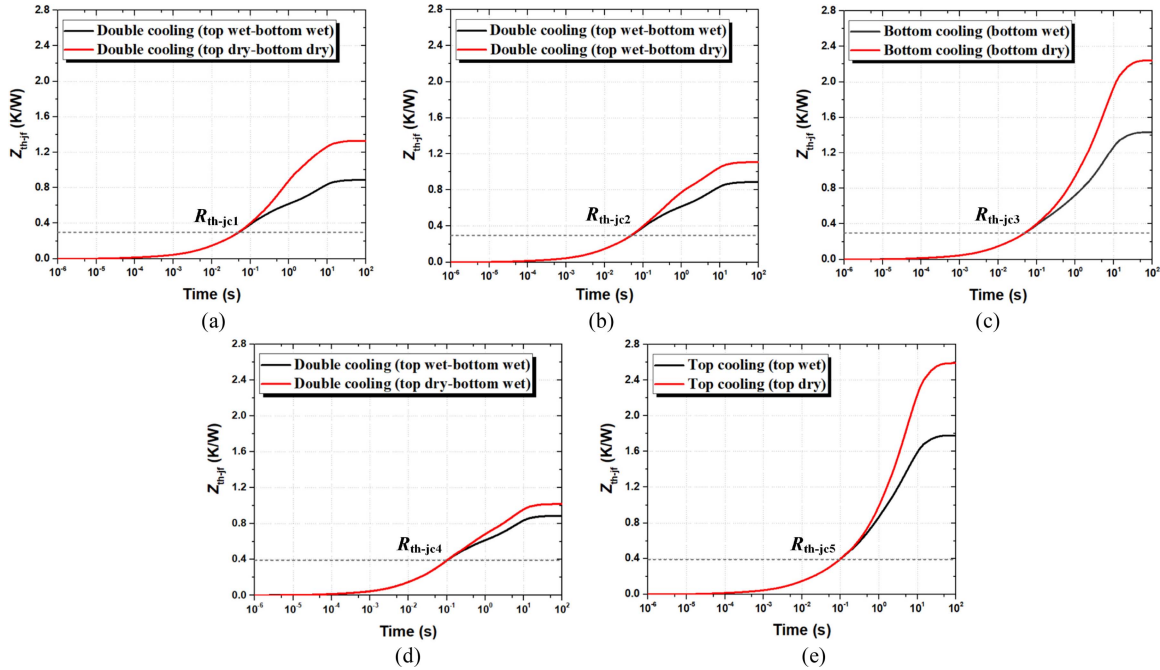 Double cooling (top wet-bottom wet)
Double cooling (top dry-bottom dry)
2.8
2.4
2.0
1.6
1.2
0.8
0.4
0.0
Z_th-jf (K/W)
R_th-jc1
10^-6 10^-5 10^-4 10^-3 10^-2 10^-1 10^0 10^1 10^2
Time (s)
(a)
Double cooling (top wet-bottom wet)
Double cooling (top wet-bottom dry)
2.8
2.4
2.0
1.6
1.2
0.8
0.4
0.0
Z_th-jf (K/W)
R_th-jc2
10^-6 10^-5 10^-4 10^-3 10^-2 10^-1 10^0 10^1 10^2
Time (s)
(b)
Bottom cooling (bottom wet)
Bottom cooling (bottom dry)
2.8
2.4
2.0
1.6
1.2
0.8
0.4
0.0
Z_th-jf (K/W)
R_th-jc3
10^-6 10^-5 10^-4 10^-3 10^-2 10^-1 10^0 10^1 10^2
Time (s)
(c)
Double cooling (top wet-bottom wet)
Double cooling (top dry-bottom wet)
2.8
2.4
2.0
1.6
1.2
0.8
0.4
0.0
Z_th-jf (K/W)
R_th-jc4
10^-6 10^-5 10^-4 10^-3 10^-2 10^-1 10^0 10^1 10^2
Time (s)
(d)
Top cooling (top wet)
Top cooling (top dry)
2.8
2.4
2.0
1.6
1.2
0.8
0.4
0.0
Z_th-jf (K/W)
R_th-jc5
10^-6 10^-5 10^-4 10^-3 10^-2 10^-1 10^0 10^1 10^2
Time (s)
(e)